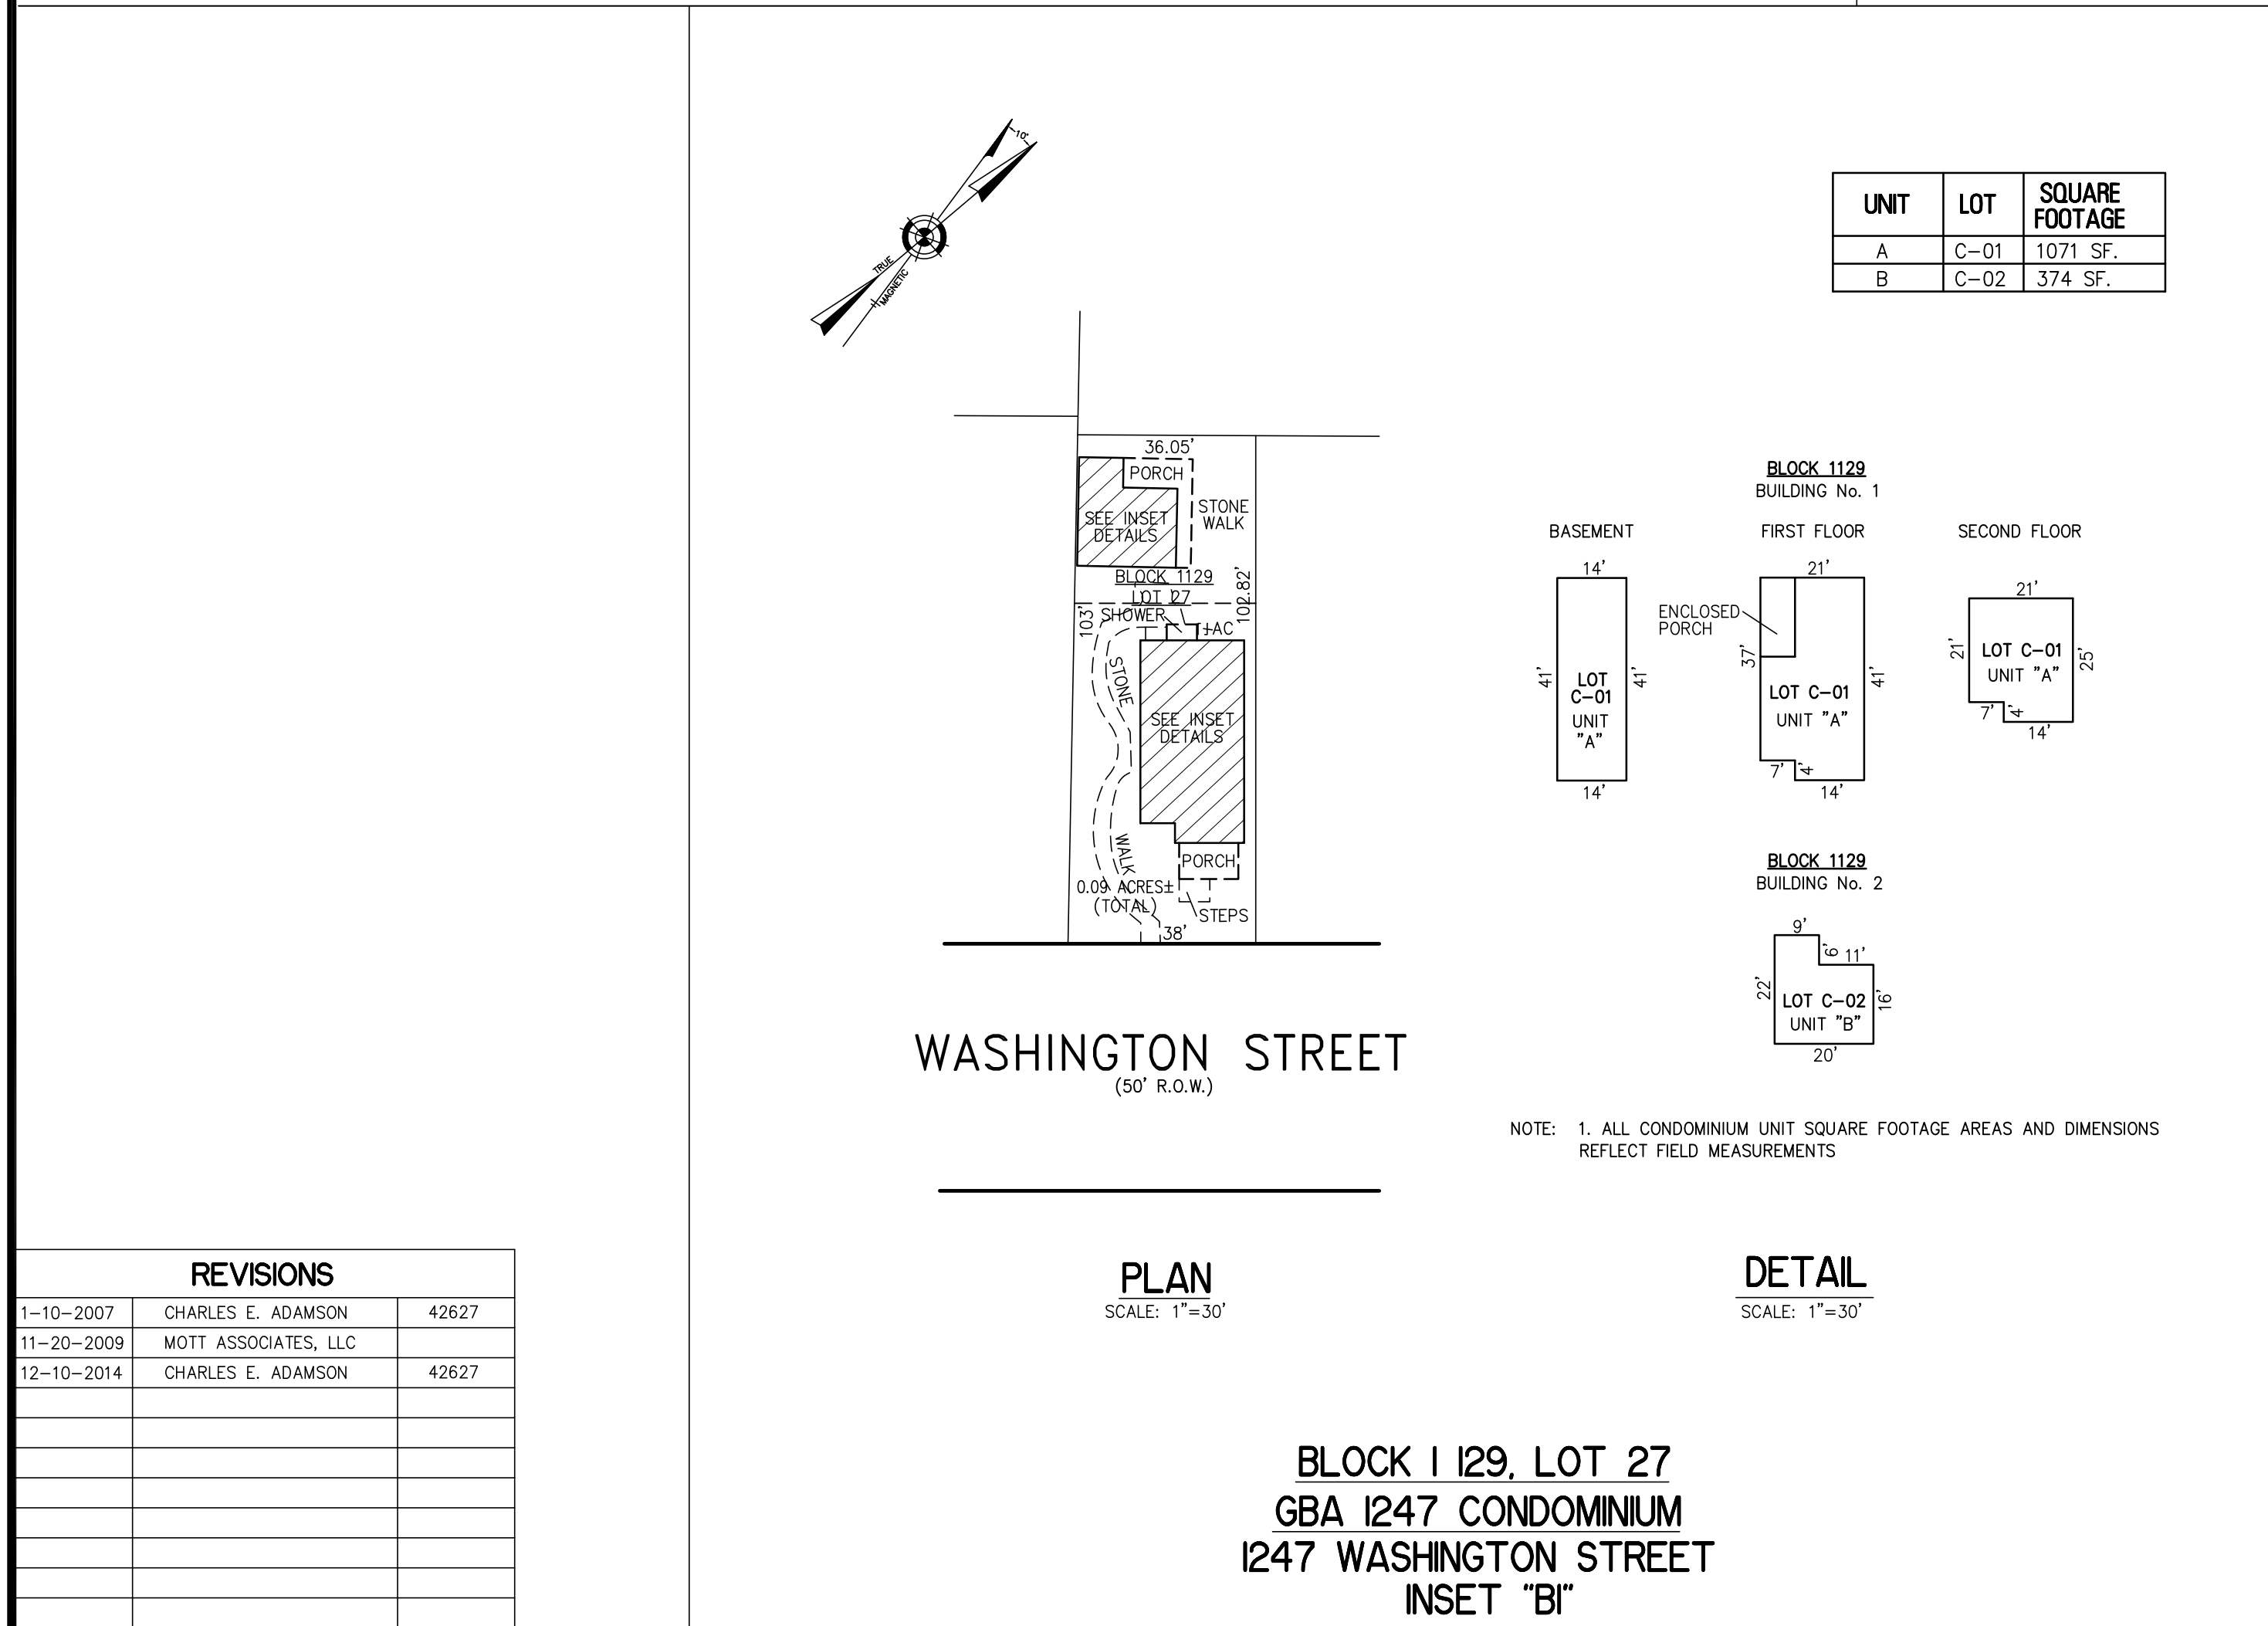 10°
TRUE
MAGNETIC
UNIT LOT SQUARE FOOTAGE
A C-01 1071 SF.
B C-02 374 SF.
36.05'
PORCH
STONE
WALK
SEE INSET
DETAILS
BLOCK 1129
LOT 27
102.82'
103'
SHOWER
AC
STONE
SEE INSET
DETAILS
WALK
PORCH
0.09 ACRES±
(TOTAL)
STEPS
38'
WASHINGTON STREET
(50' R.O.W.)
BLOCK 1129
BUILDING No. 1
BASEMENT
14'
41'
41'
LOT
C-01
UNIT
"A"
14'
FIRST FLOOR
21'
ENCLOSED
PORCH
37'
41'
LOT C-01
UNIT "A"
7'
4'
14'
SECOND FLOOR
21'
21'
25'
LOT C-01
UNIT "A"
7'
4'
14'
BLOCK 1129
BUILDING No. 2
9'
6'
11'
22'
16'
LOT C-02
UNIT "B"
20'
NOTE: 1. ALL CONDOMINIUM UNIT SQUARE FOOTAGE AREAS AND DIMENSIONS
REFLECT FIELD MEASUREMENTS
PLAN
SCALE: 1"=30'
DETAIL
SCALE: 1"=30'
REVISIONS
1-10-2007 CHARLES E. ADAMSON 42627
11-20-2009 MOTT ASSOCIATES, LLC
12-10-2014 CHARLES E. ADAMSON 42627
BLOCK 1129, LOT 27
GBA 1247 CONDOMINIUM
1247 WASHINGTON STREET
INSET "B1"